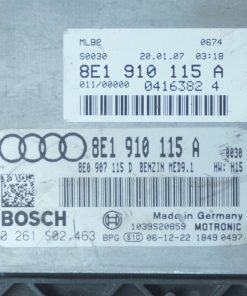 MLB2 0674
S0030 20.01.07 03:18
8E1 910 115 A
011/00000 0416382 4
8E1 910 115 A
0030
8E0 907 115 D BENZIN MED9.1 HW: H15
BOSCH
Made in Germany
1039S20859 MOTRONIC
0 261 S02 463 BPG S10 06-12-22 1849 0497